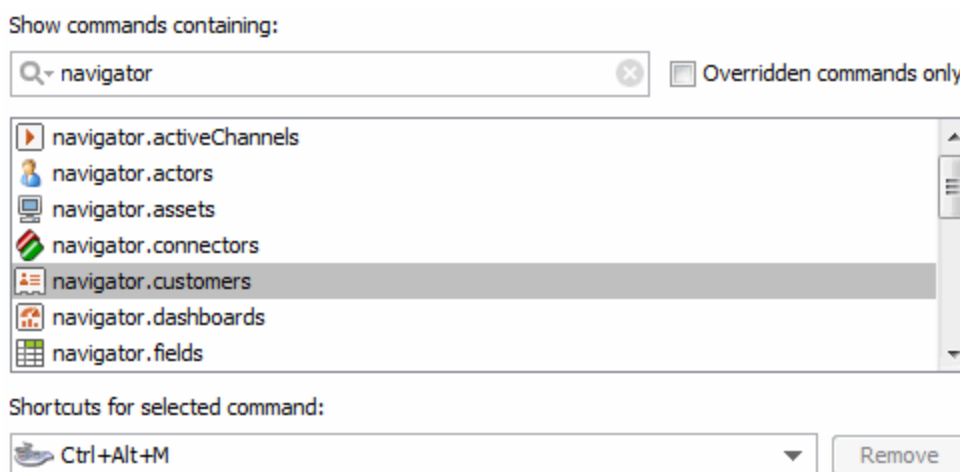 Show commands containing:
navigator
Overridden commands only
navigator.activeChannels
navigator.actors
navigator.assets
navigator.connectors
navigator.customers
navigator.dashboards
navigator.fields
Shortcuts for selected command:
Ctrl+Alt+M
Remove